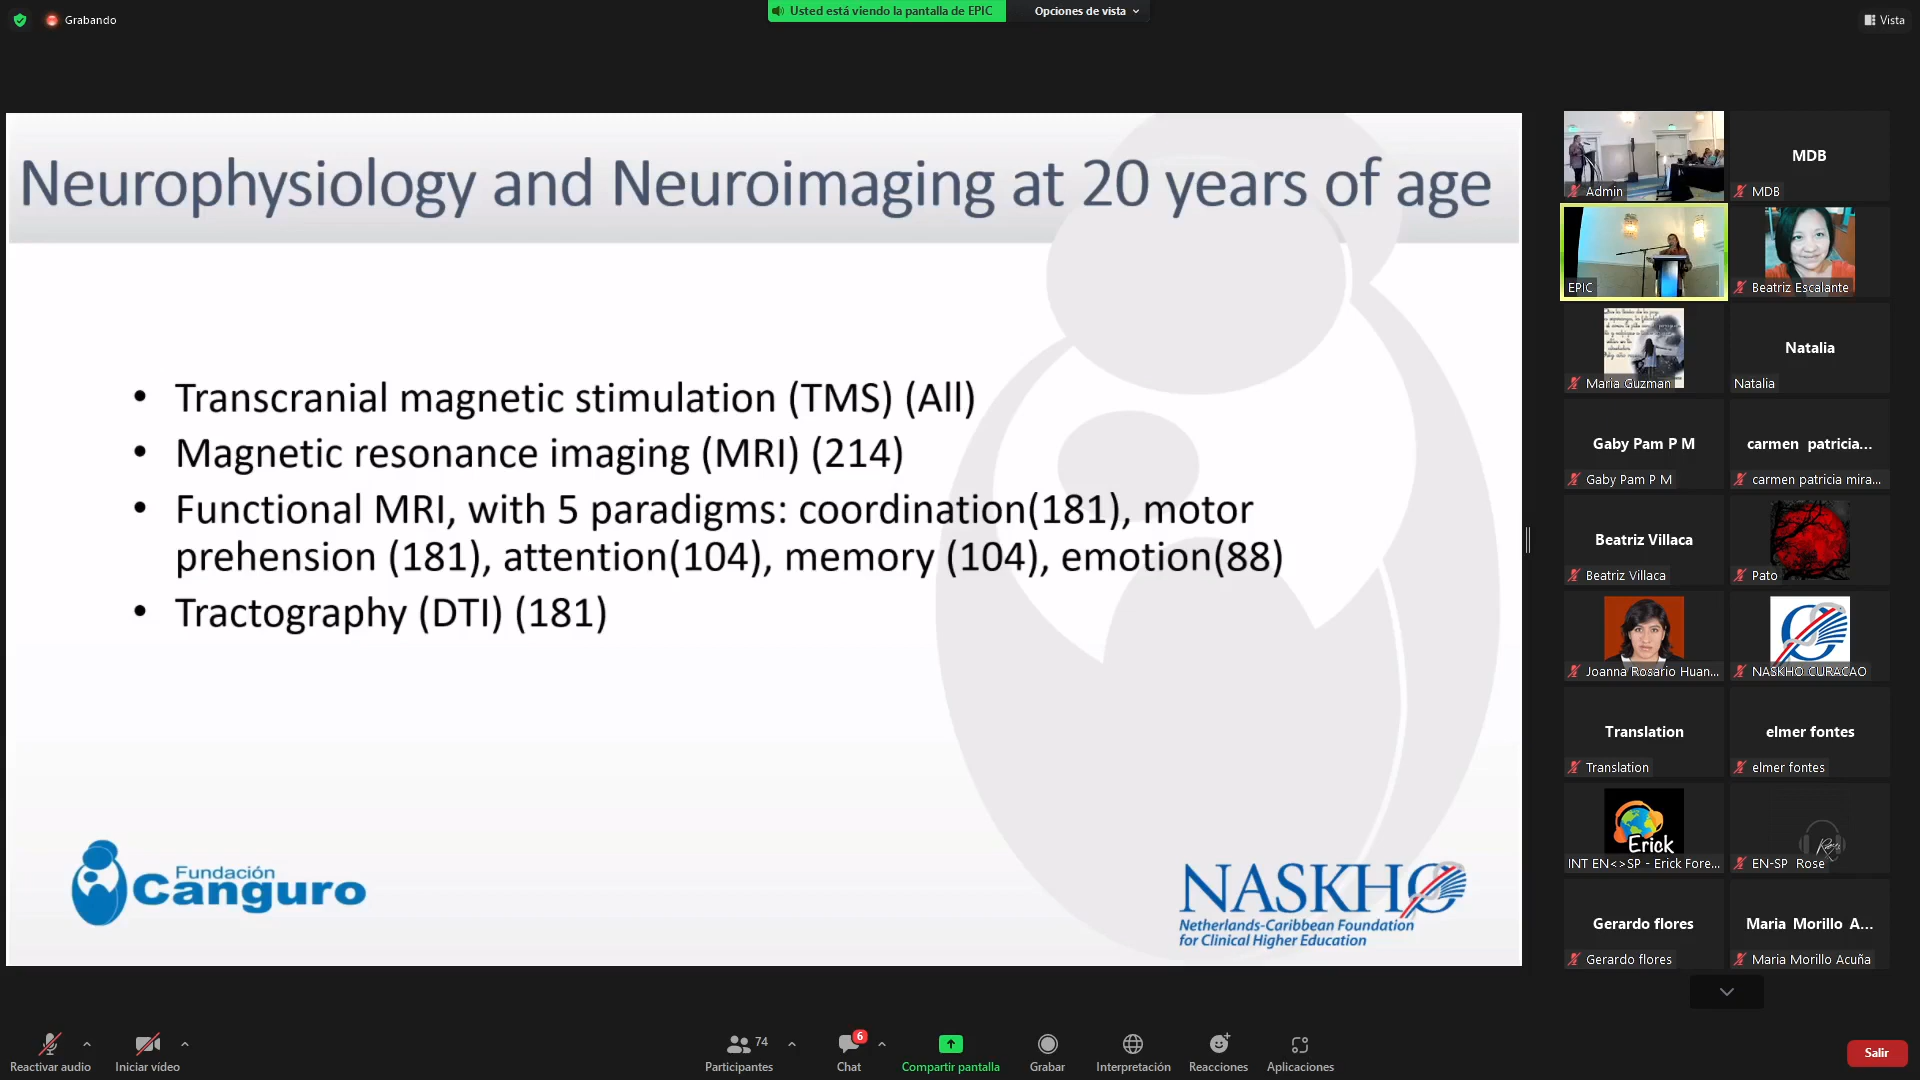 Grabando
Usted está viendo la pantalla de EPIC
Opciones de vista
Vista
Neurophysiology and Neuroimaging at 20 years of age
• Transcranial magnetic stimulation (TMS) (All)
• Magnetic resonance imaging (MRI) (214)
• Functional MRI, with 5 paradigms: coordination(181), motor
prehension (181), attention(104), memory (104), emotion(88)
• Tractography (DTI) (181)
Fundación
Canguro
NASKHO
Netherlands-Caribbean Foundation
for Clinical Higher Education
Admin
MDB
MDB
EPIC
Beatriz Escalante
Maria Guzman
Natalia
Natalia
Gaby Pam P M
Gaby Pam P M
carmen patricia...
carmen patricia mira...
Beatriz Villaca
Beatriz Villaca
Pato
Joanna Rosario Huan...
NASKHO CURACAO
Translation
Translation
elmer fontes
elmer fontes
Erick
INT EN<>SP - Erick Fore...
EN-SP Rose
Gerardo flores
Gerardo flores
Maria Morillo A...
Maria Morillo Acuña
Reactivar audio
Iniciar vídeo
74
Participantes
6
Chat
Compartir pantalla
Grabar
Interpretación
Reacciones
Aplicaciones
Salir